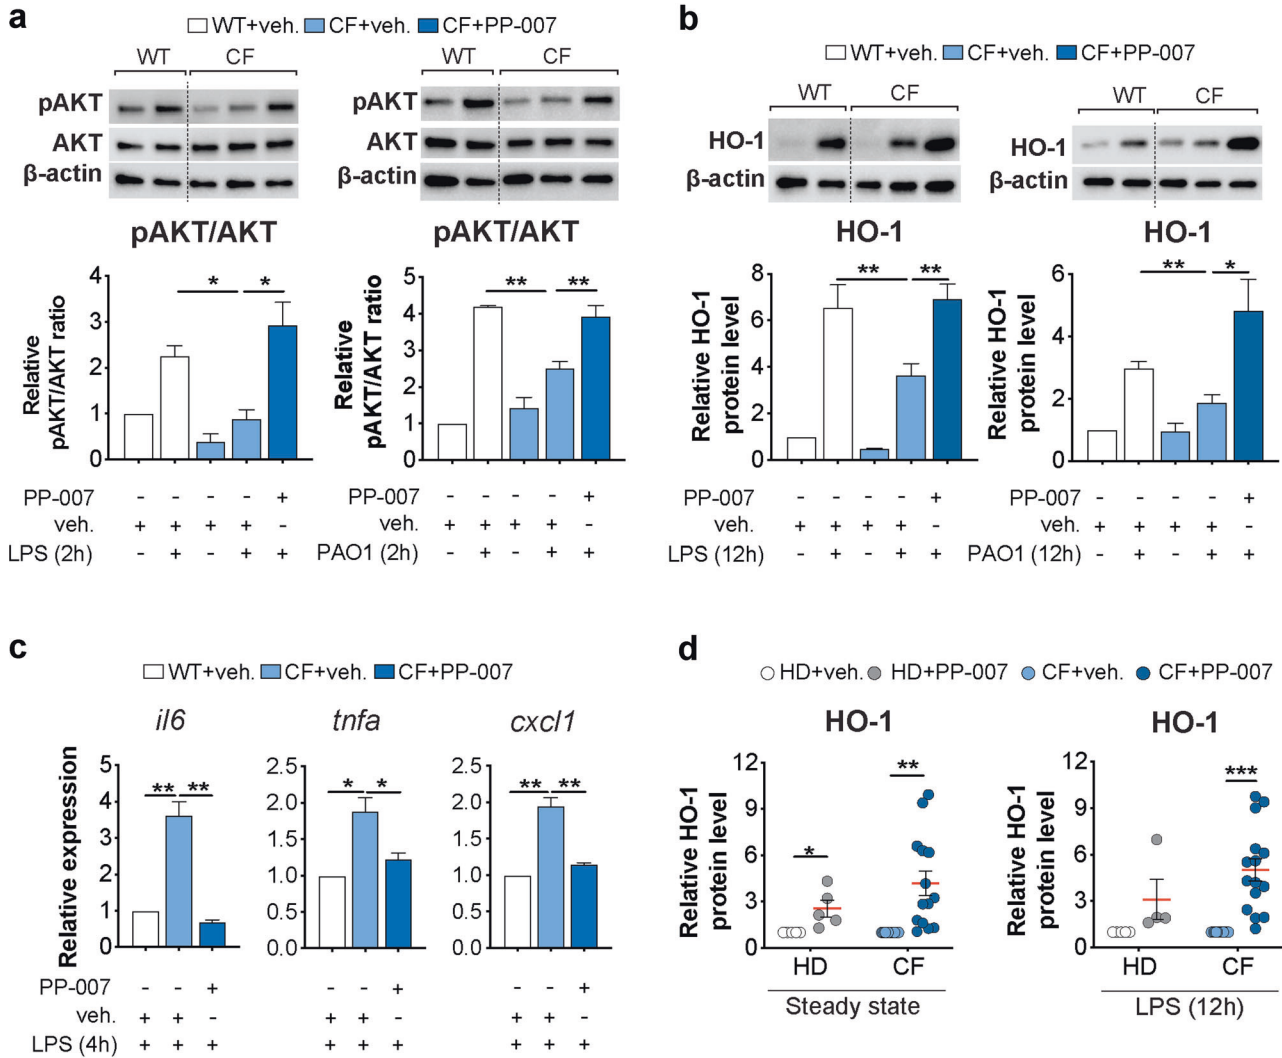 a
WT+veh. CF+veh. CF+PP-007
WT CF
pAKT
AKT
β-actin
pAKT/AKT
Relative
pAKT/AKT ratio
4
3
2
1
0
* *
PP-007 - - - - +
veh. + + + + -
LPS (2h) - + - + +
WT CF
pAKT
AKT
β-actin
pAKT/AKT
Relative
pAKT/AKT ratio
5
4
3
2
1
0
** **
- - - - +
+ + + + -
PAO1 (2h) - + - + +
b
WT+veh. CF+veh. CF+PP-007
WT CF
HO-1
β-actin
HO-1
Relative HO-1
protein level
8
6
4
2
0
** **
PP-007 - - - - +
veh. + + + + -
LPS (12h) - + - + +
WT CF
HO-1
β-actin
HO-1
Relative HO-1
protein level
6
4
2
0
** *
PP-007 - - - - +
veh. + + + + -
PAO1 (12h) - + - + +
c
WT+veh. CF+veh. CF+PP-007
il6
Relative expression
5
4
3
2
1
0
** **
PP-007 - - +
veh. + + -
LPS (4h) + + +
tnfa
2.5
2.0
1.5
1.0
0.5
0.0
* *
- - +
+ + -
+ + +
cxcl1
2.5
2.0
1.5
1.0
0.5
0.0
** **
- - +
+ + -
+ + +
d
HD+veh. HD+PP-007 CF+veh. CF+PP-007
HO-1
Relative HO-1
protein level
12
9
6
3
0
* **
HD CF
Steady state
HO-1
Relative HO-1
protein level
12
9
6
3
0
***
HD CF
LPS (12h)